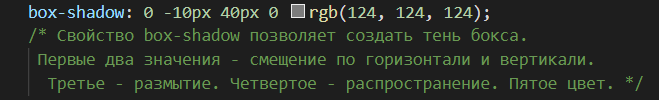 box-shadow: 0 -10px 40px 0 rgb(124, 124, 124);
/* Свойство box-shadow позволяет создать тень бокса.
Первые два значения - смещение по горизонтали и вертикали.
Третье - размытие. Четвертое - распространение. Пятое цвет. */